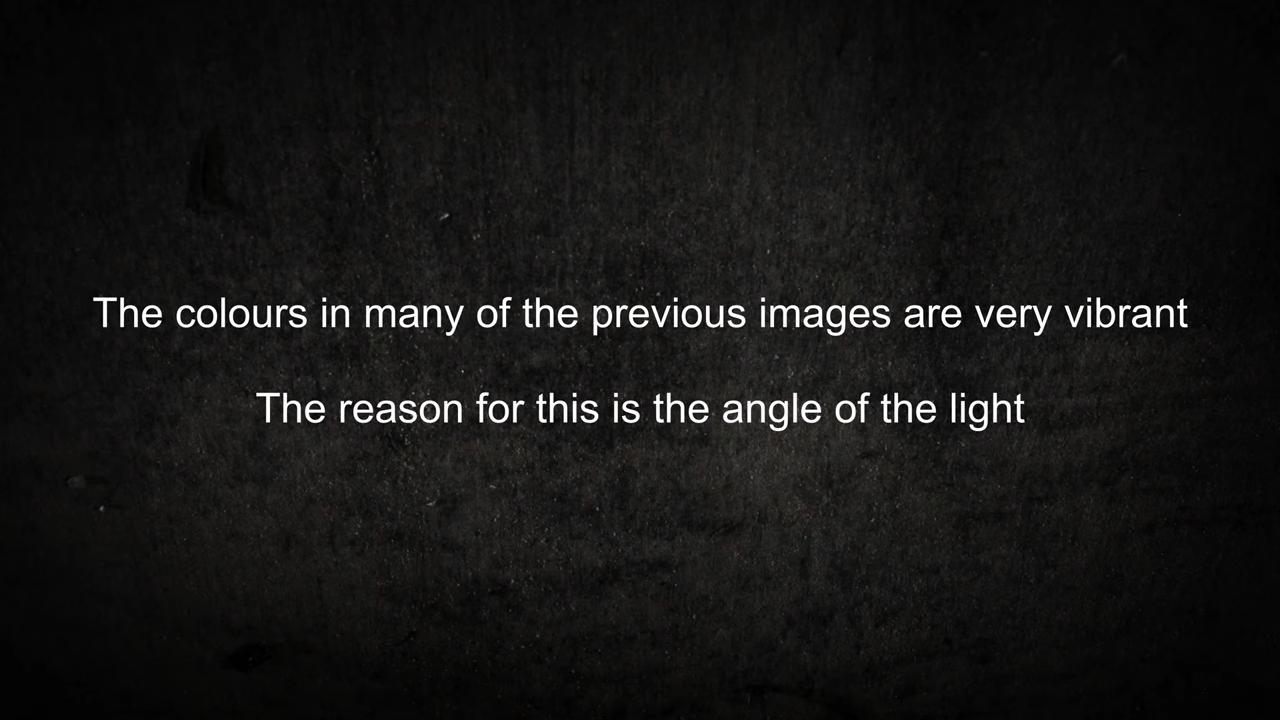 The colours in many of the previous images are very vibrant
The reason for this is the angle of the light